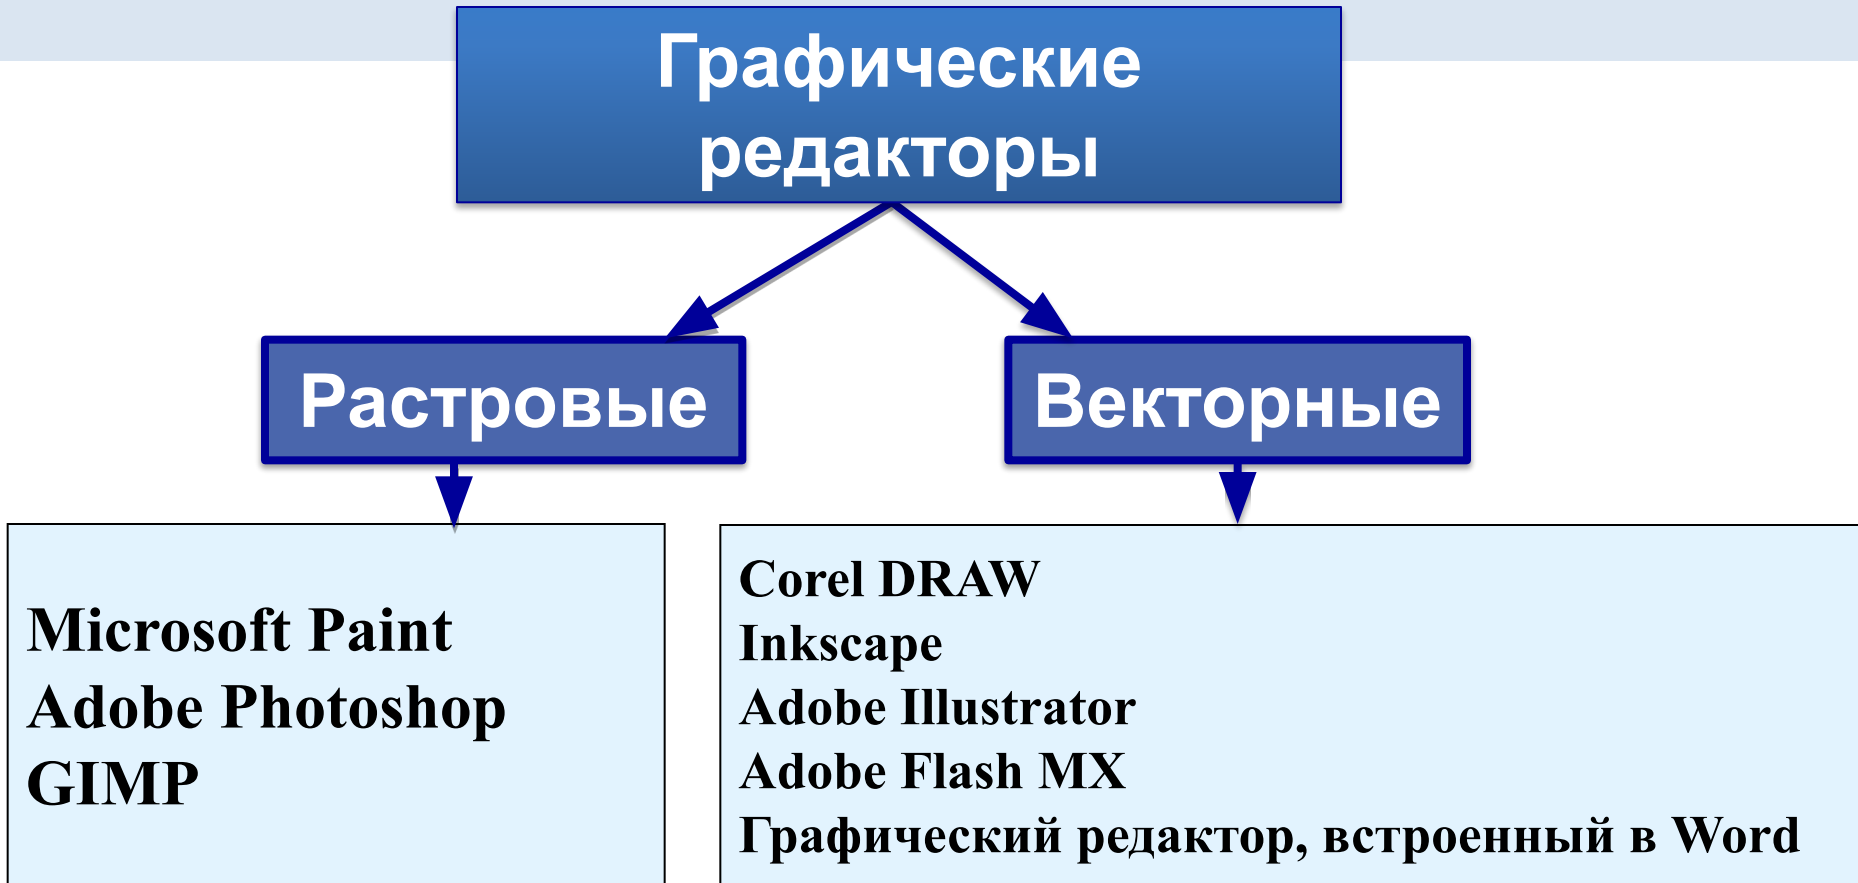 Графические
редакторы
Растровые
Векторные
Microsoft Paint
Adobe Photoshop
GIMP
Corel DRAW
Inkscape
Adobe Illustrator
Adobe Flash MX
Графический редактор, встроенный в Word